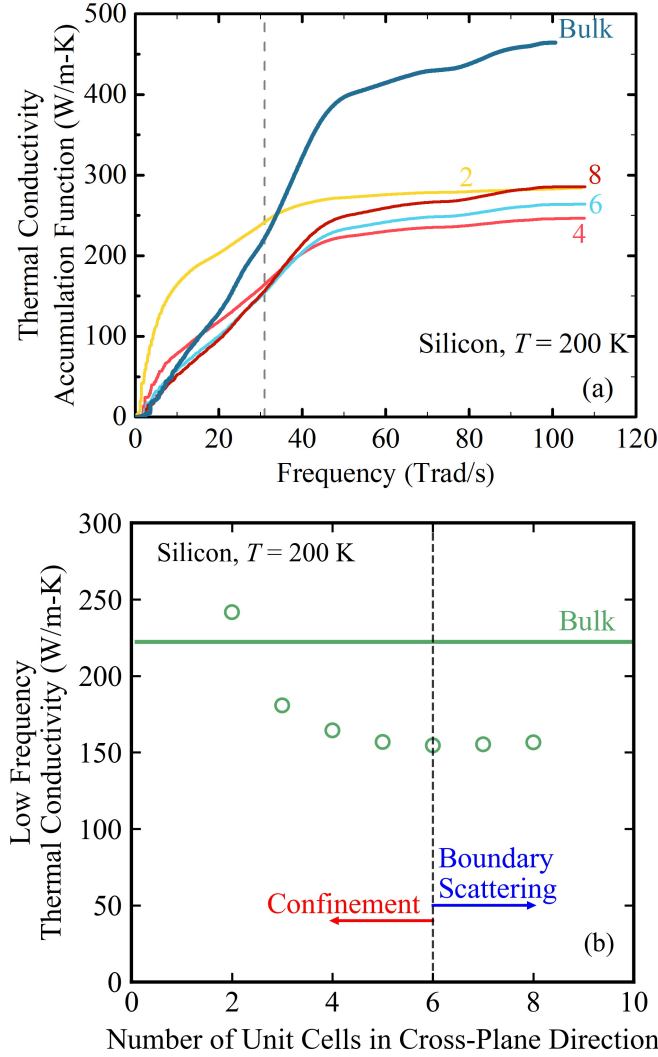 500
400
300
200
100
0
0
20
40
60
80
100
120
Thermal Conductivity
Accumulation Function (W/m-K)
Frequency (Trad/s)
Bulk
2
8
6
4
Silicon, T = 200 K
(a)
300
250
200
150
100
50
0
0
2
4
6
8
10
Low Frequency
Thermal Conductivity (W/m-K)
Silicon, T = 200 K
Bulk
Boundary
Scattering
Confinement
(b)
Number of Unit Cells in Cross-Plane Direction